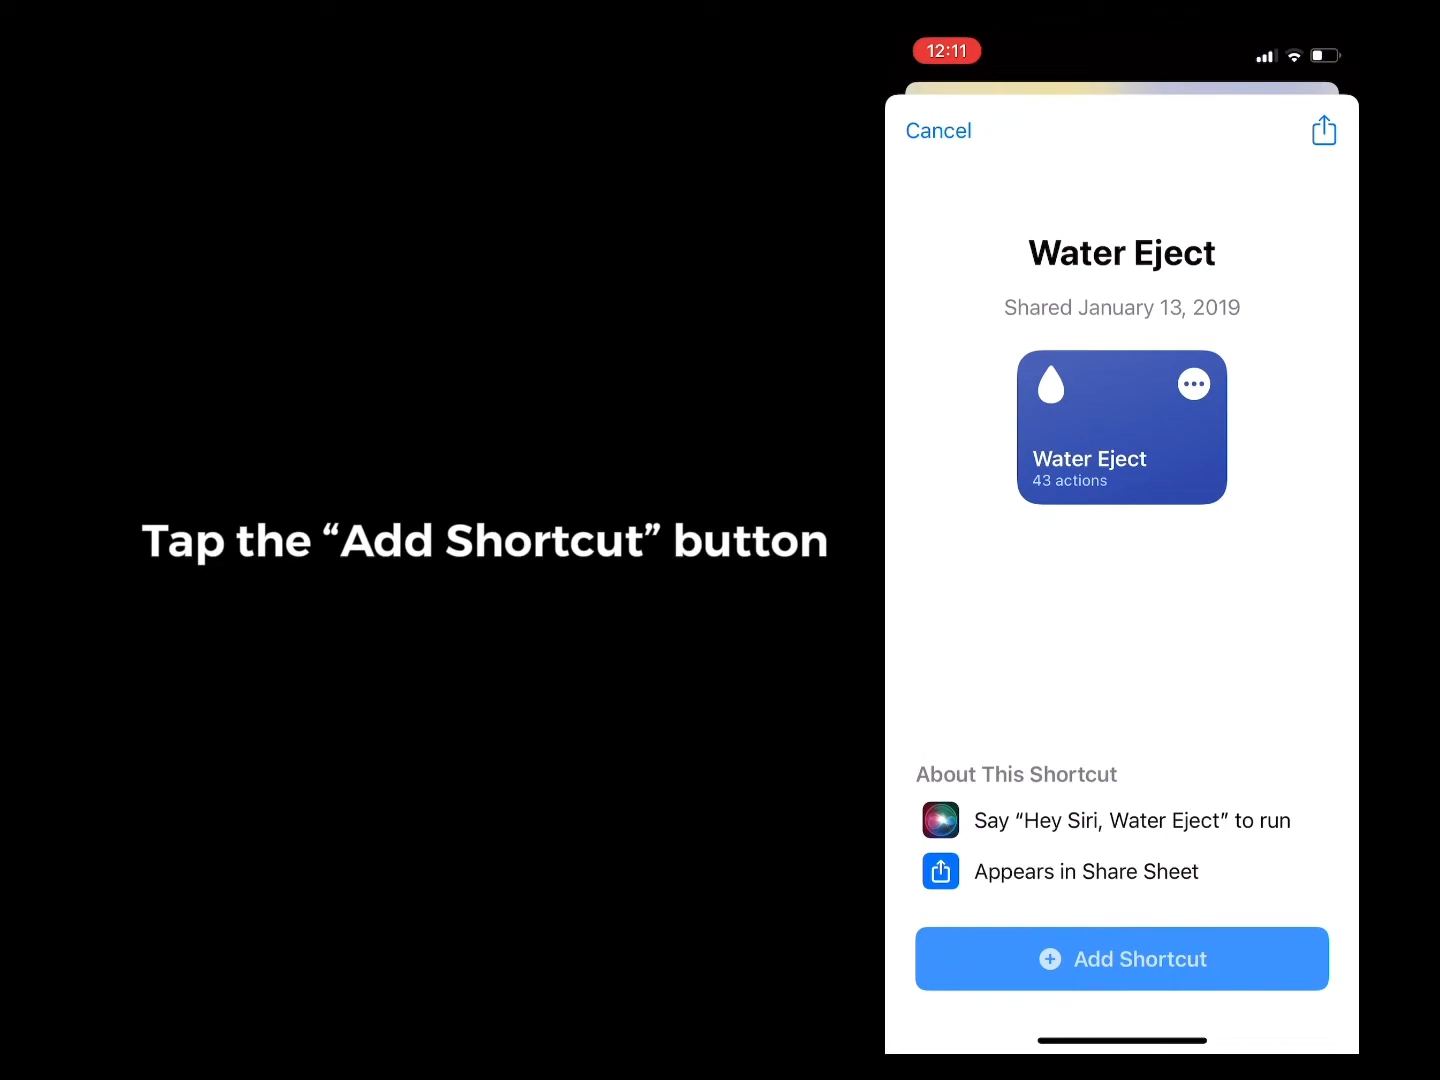 12:11
Cancel
Water Eject
Shared January 13, 2019
Water Eject
43 actions
Tap the “Add Shortcut” button
About This Shortcut
Say “Hey Siri, Water Eject” to run
Appears in Share Sheet
Add Shortcut